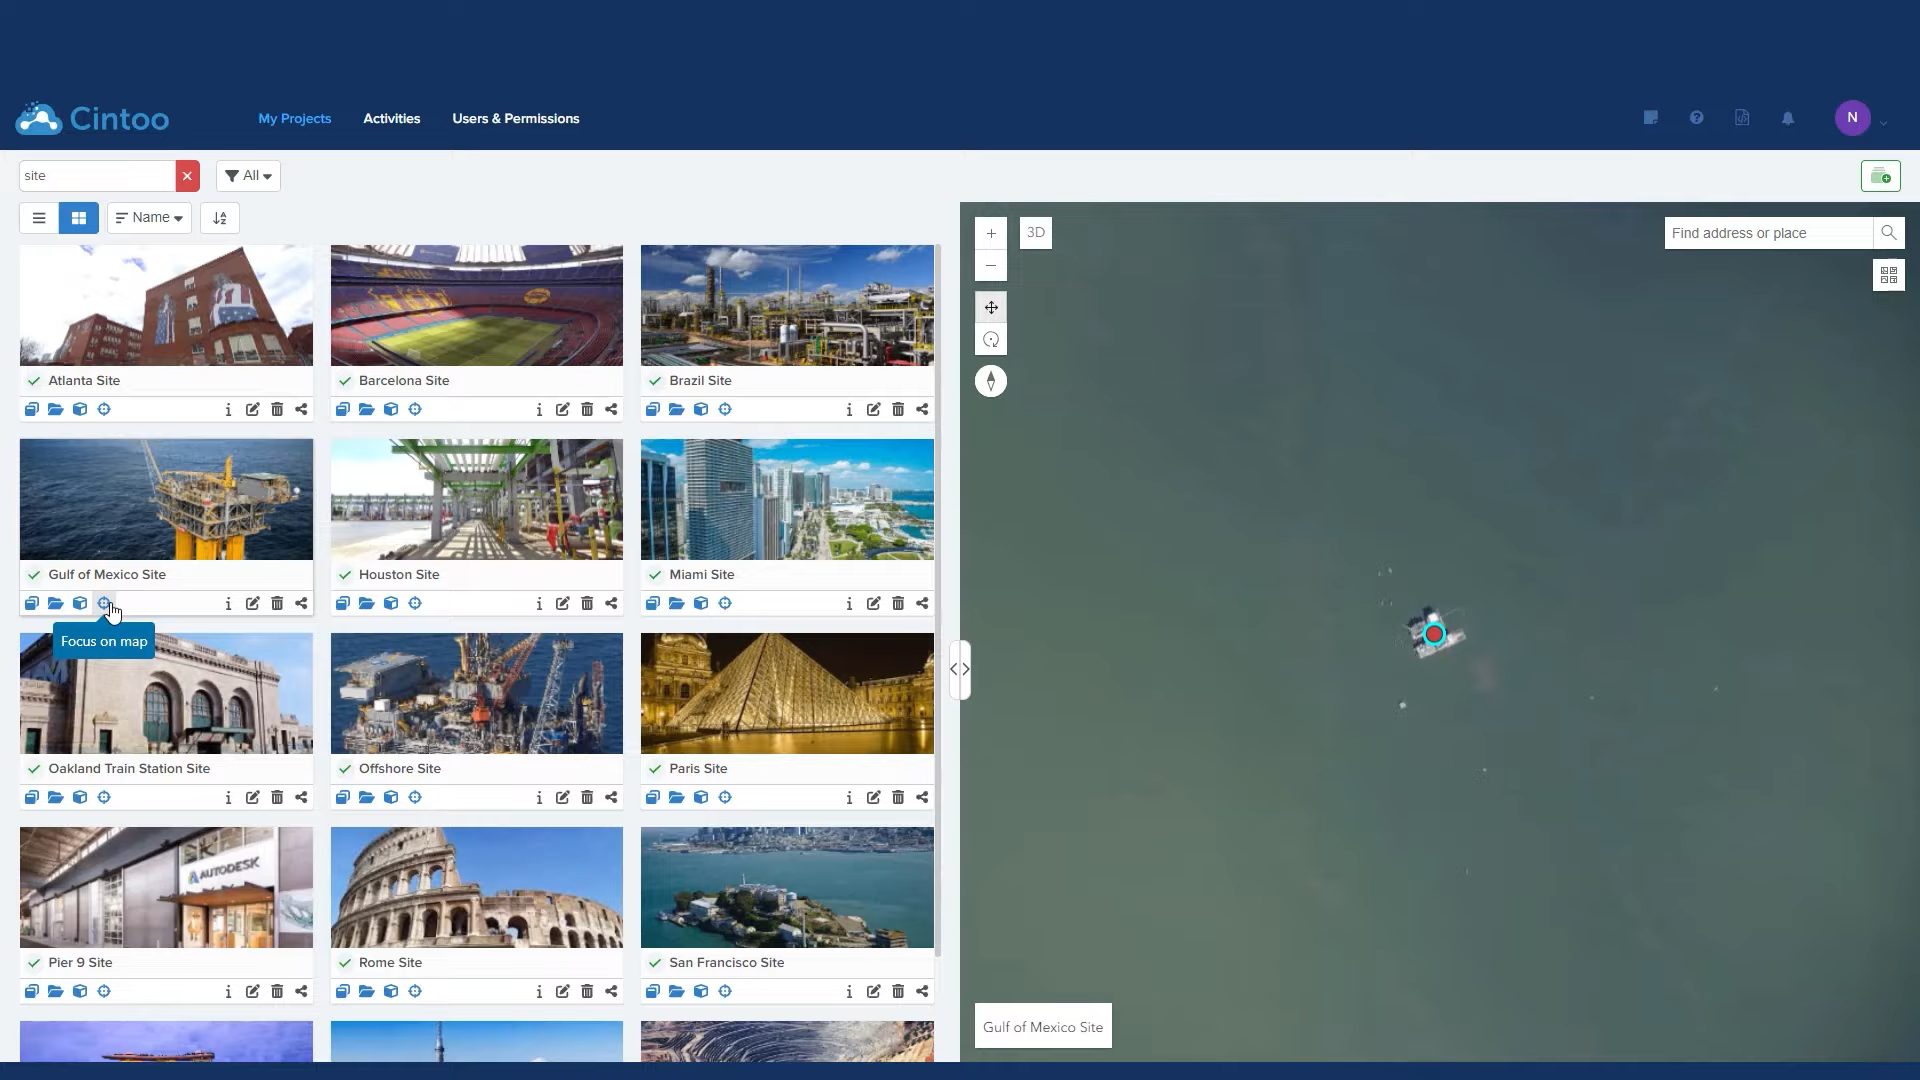 Cintoo
My Projects
Activities
Users & Permissions
N
site
All
Name
3D
Find address or place
Atlanta Site
Barcelona Site
Brazil Site
Gulf of Mexico Site
Houston Site
Miami Site
Focus on map
Oakland Train Station Site
Offshore Site
Paris Site
AUTODESK
Pier 9 Site
Rome Site
San Francisco Site
Gulf of Mexico Site